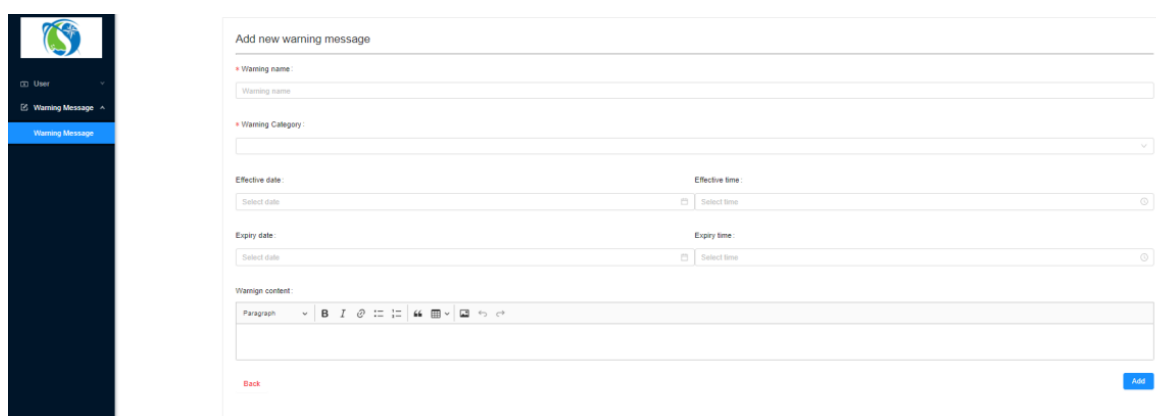 User
Warning Message
Warning Message
Add new warning message
* Warning name :
Warning name
* Warning Category :
Effective date : Effective time :
Select date Select time
Expiry date : Expiry time :
Select date Select time
Warnign content :
Paragraph B I
Back Add